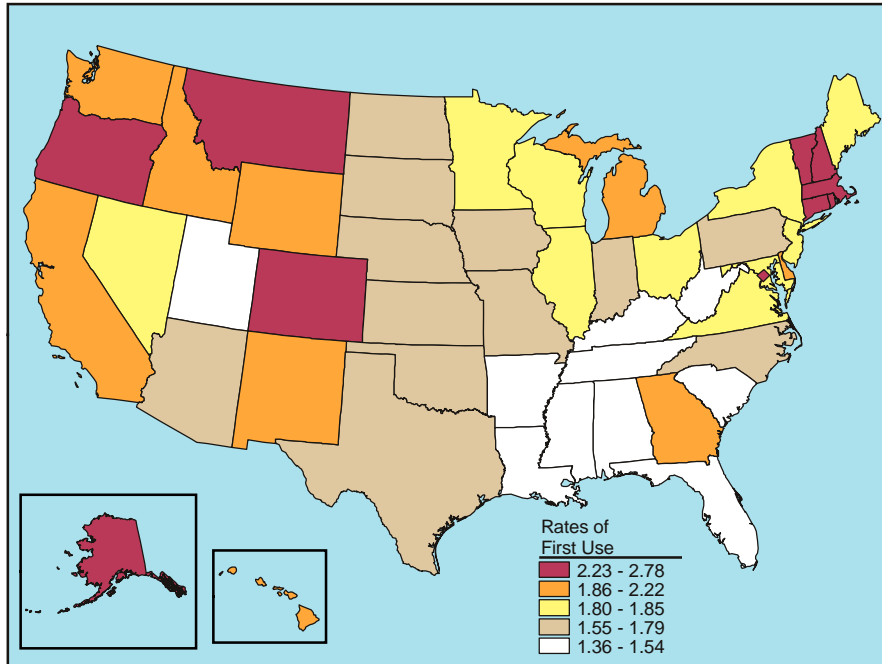 Rates of
First Use
2.23 - 2.78
1.86 - 2.22
1.80 - 1.85
1.55 - 1.79
1.36 - 1.54